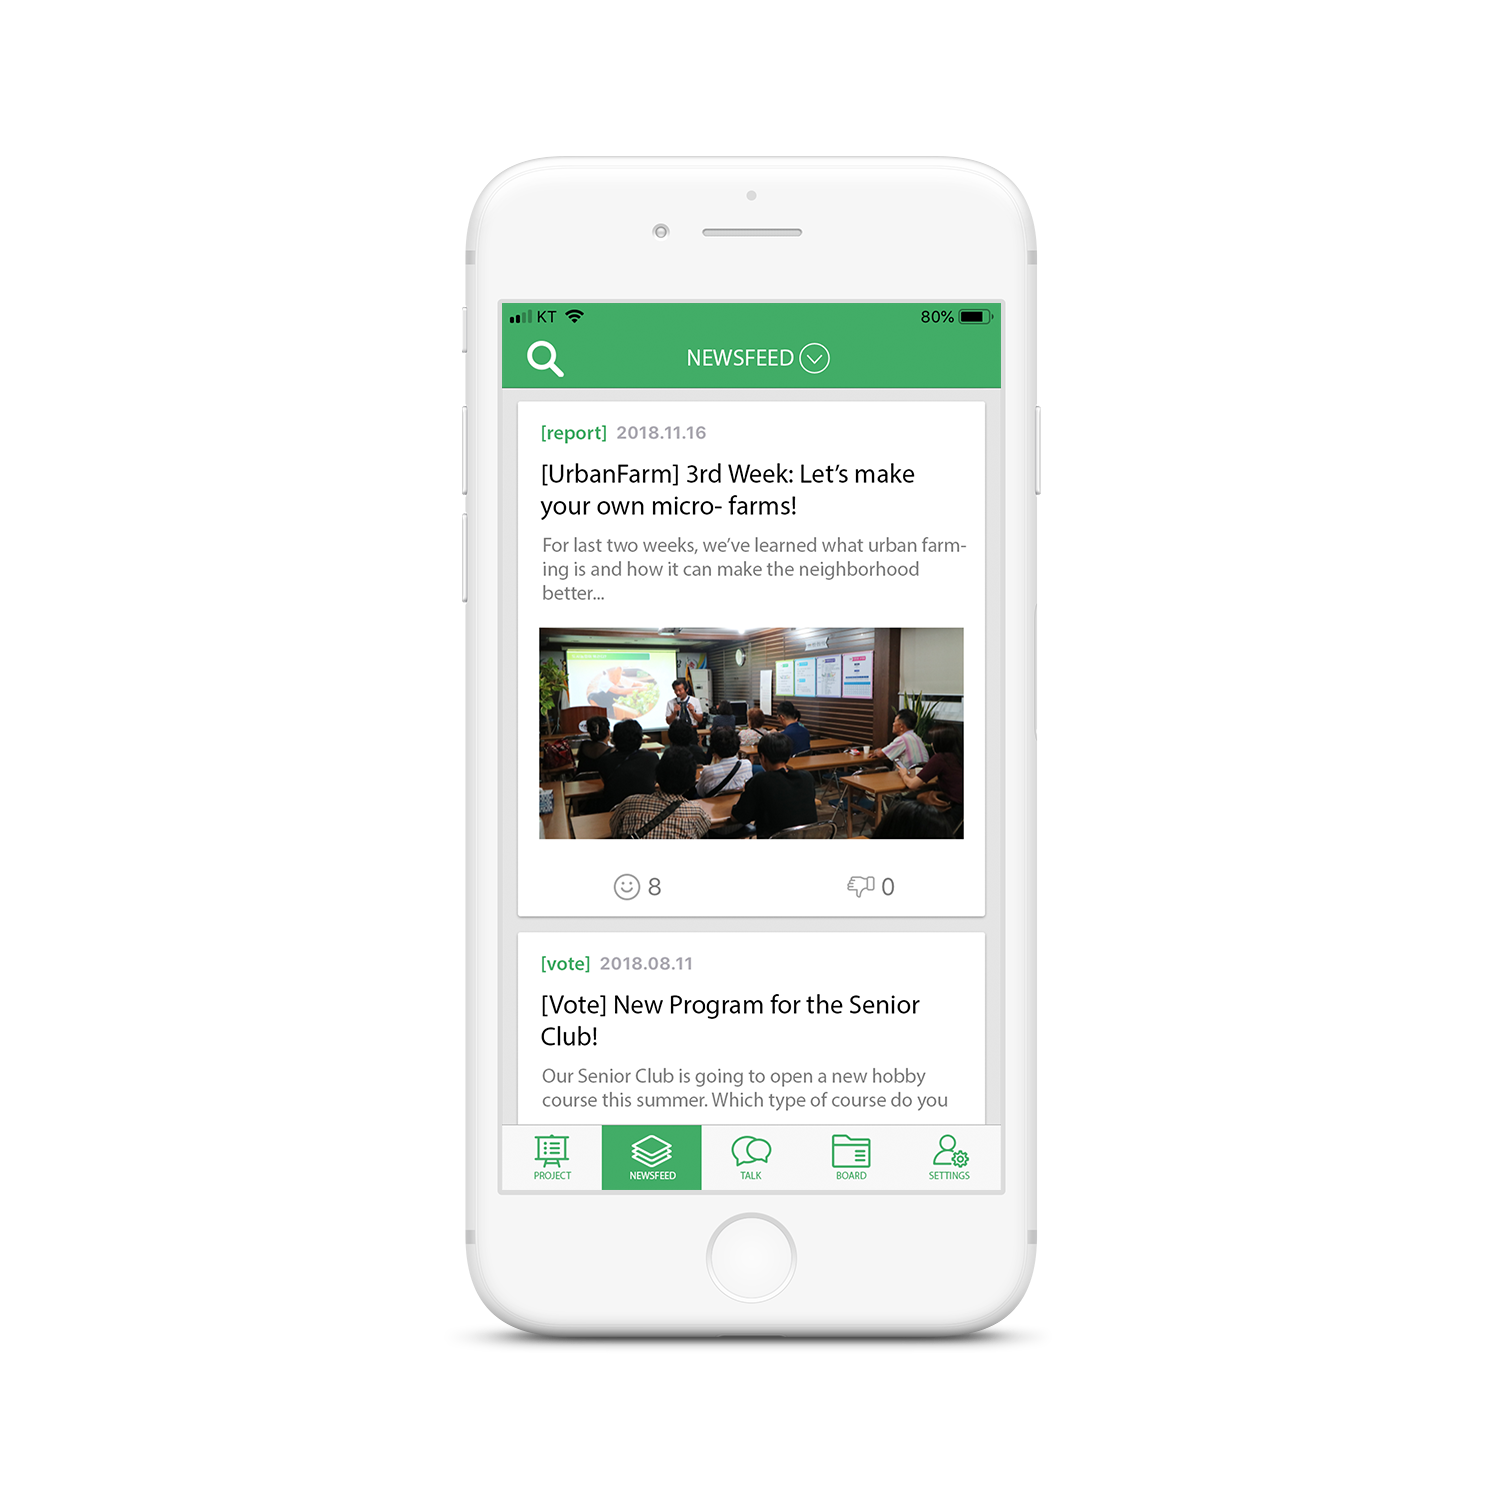 KT 80%
NEWSFEED
[report] 2018.11.16
[UrbanFarm] 3rd Week: Let's make
your own micro- farms!
For last two weeks, we've learned what urban farm-
ing is and how it can make the neighborhood
better...
8 0
[vote] 2018.08.11
[Vote] New Program for the Senior
Club!
Our Senior Club is going to open a new hobby
course this summer. Which type of course do you
PROJECT NEWSFEED TALK BOARD SETTINGS